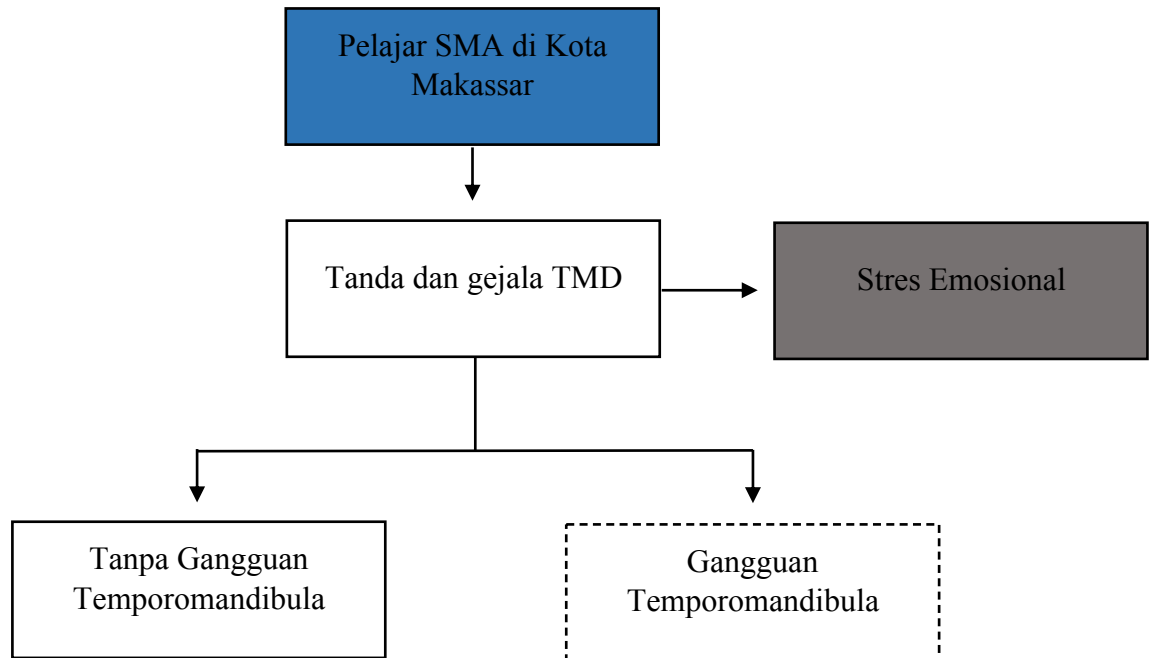 Pelajar SMA di Kota
Makassar
Tanda dan gejala TMD
Stres Emosional
Tanpa Gangguan
Temporomandibula
Gangguan
Temporomandibula